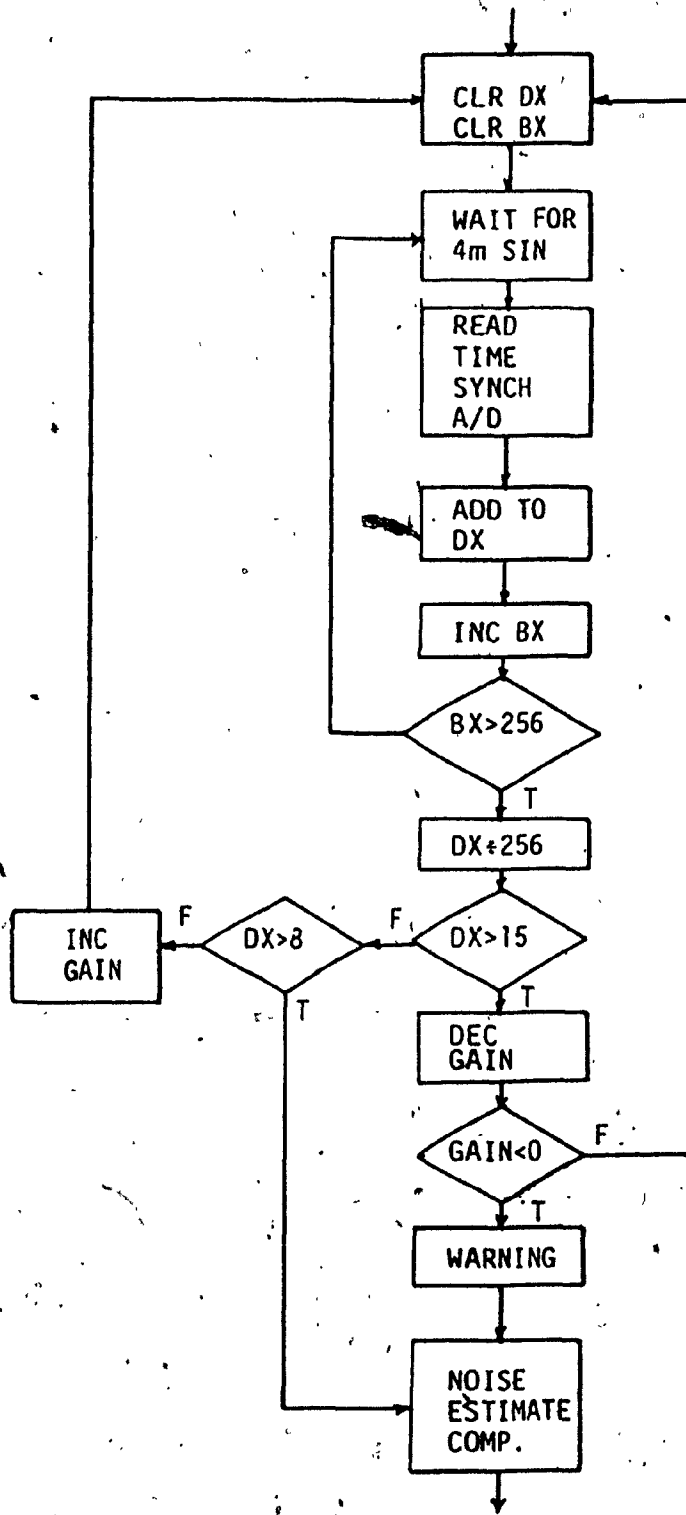 CLR DX
CLR BX
WAIT FOR
4m SIN
READ
TIME
SYNCH
A/D
ADD TO
DX
INC BX
BX>256
T
DX÷256
DX>15
F
DX>8
F
INC
GAIN
T
T
DEC
GAIN
GAIN<0
F
T
WARNING
NOISE
ESTIMATE
COMP.